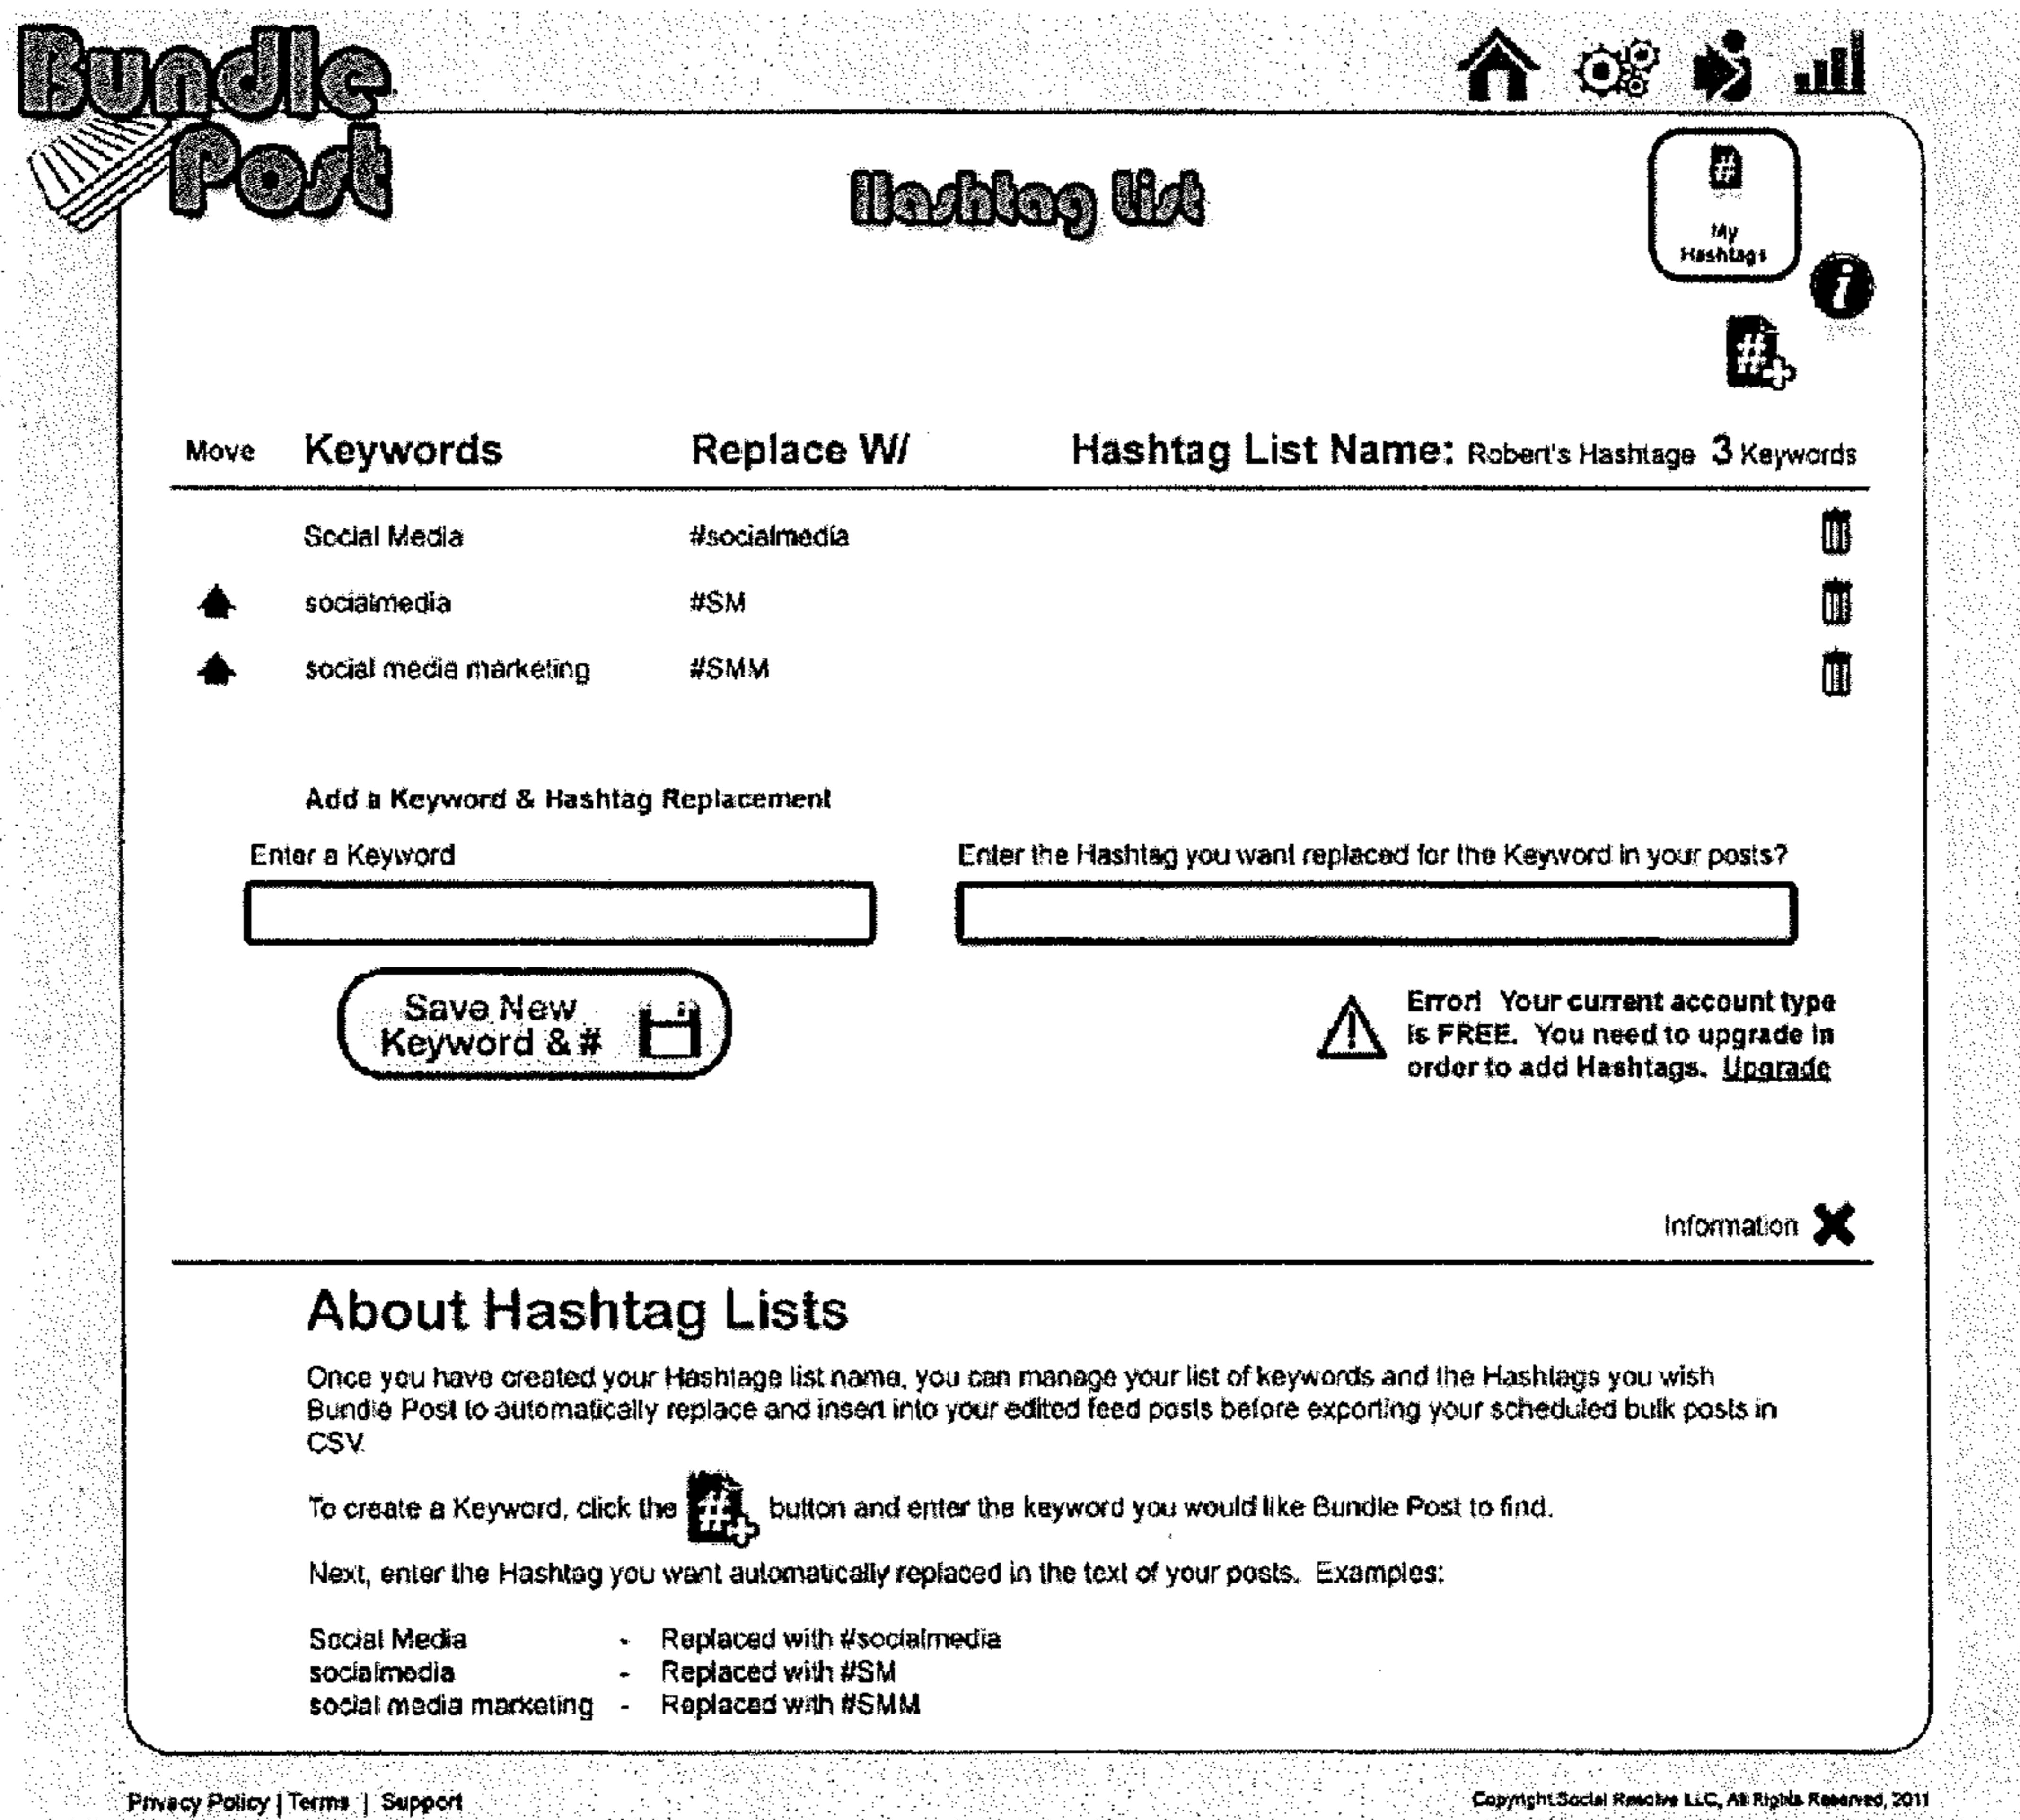 Bundle
Post
Hashtag List
#
My
Hashtags
i
#
Move Keywords Replace W/ Hashtag List Name: Robert's Hashtage 3 Keywords
Social Media #socialmedia
socialmedia #SM
social media marketing #SMM
Add a Keyword & Hashtag Replacement
Enter a Keyword Enter the Hashtag you want replaced for the Keyword in your posts?
Save New
Keyword & #
Error! Your current account type
is FREE. You need to upgrade in
order to add Hashtags. Upgrade
Information
About Hashtag Lists
Once you have created your Hashtage list name, you can manage your list of keywords and the Hashtags you wish
Bundle Post to automatically replace and insert into your edited feed posts before exporting your scheduled bulk posts in
CSV.
To create a Keyword, click the # button and enter the keyword you would like Bundle Post to find.
Next, enter the Hashtag you want automatically replaced in the text of your posts. Examples:
Social Media - Replaced with #socialmedia
socialmedia - Replaced with #SM
social media marketing - Replaced with #SMM
Privacy Policy | Terms | Support
Copyright Social Resolve LLC, All Rights Reserved, 2011